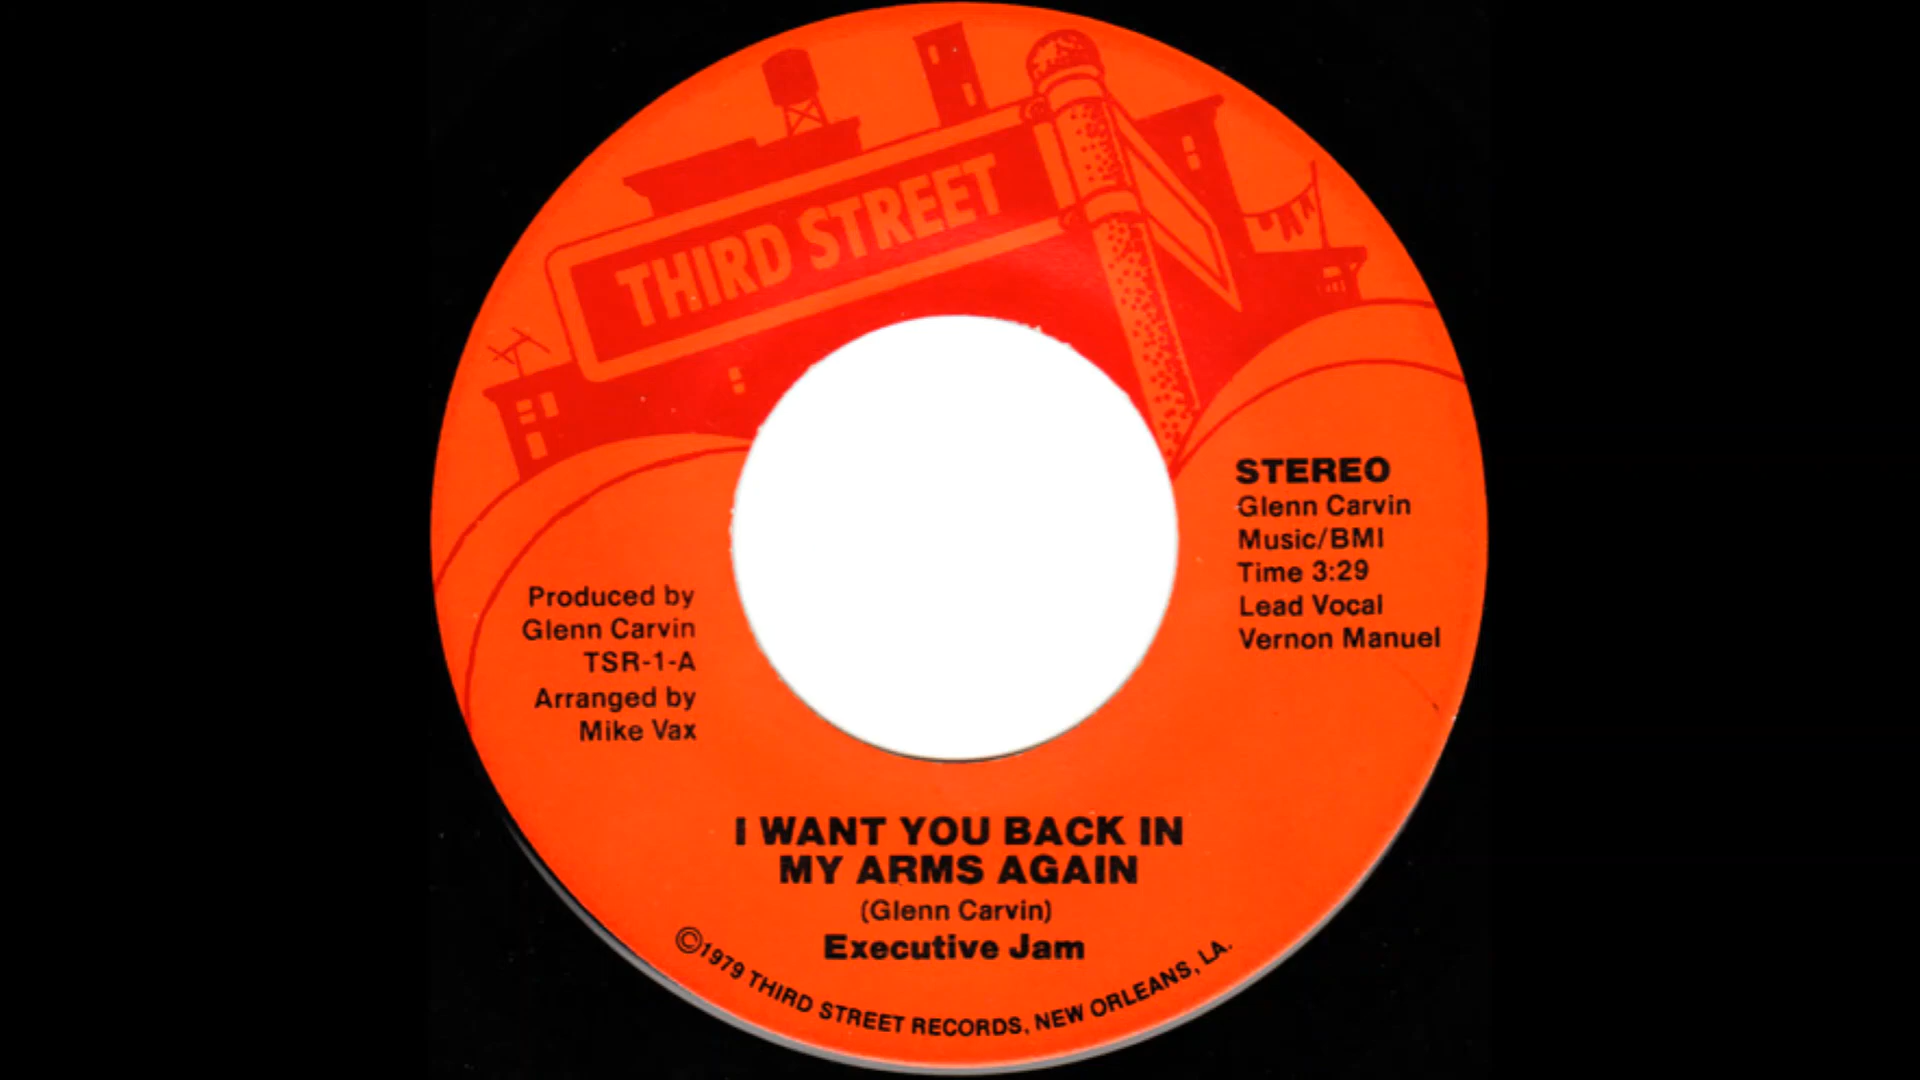 THIRD STREET
STEREO
Glenn Carvin
Music/BMI
Time 3:29
Lead Vocal
Vernon Manuel
Produced by
Glenn Carvin
TSR-1-A
Arranged by
Mike Vax
I WANT YOU BACK IN
MY ARMS AGAIN
(Glenn Carvin)
Executive Jam
©1979 THIRD STREET RECORDS, NEW ORLEANS, LA.